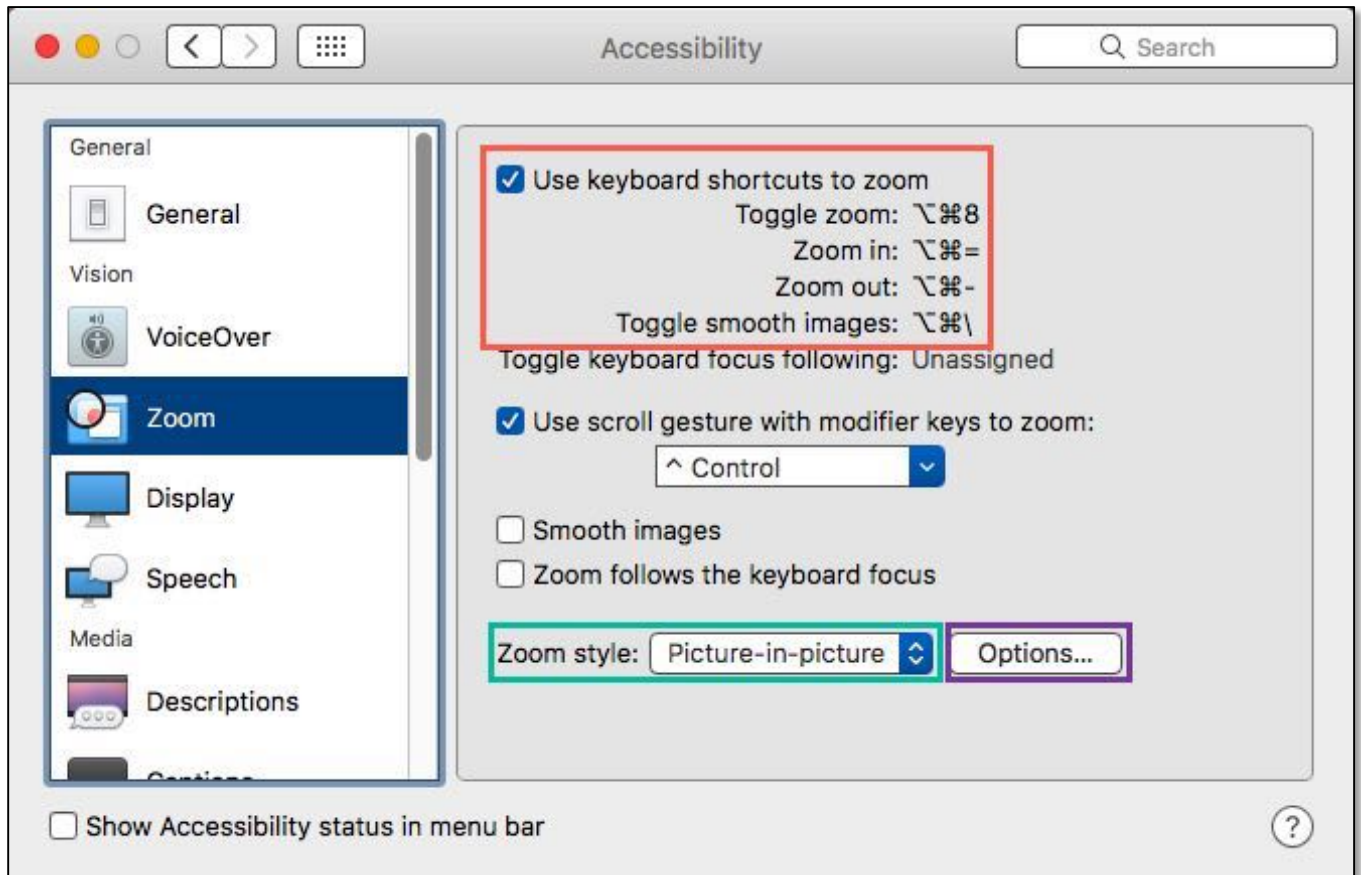 Accessibility
Search
General
General
Vision
VoiceOver
Zoom
Display
Speech
Media
Descriptions
Use keyboard shortcuts to zoom
Toggle zoom: ⌥⌘8
Zoom in: ⌥⌘=
Zoom out: ⌥⌘-
Toggle smooth images: ⌥⌘\
Toggle keyboard focus following: Unassigned
Use scroll gesture with modifier keys to zoom:
^ Control
Smooth images
Zoom follows the keyboard focus
Zoom style: Picture-in-picture Options...
Show Accessibility status in menu bar
?